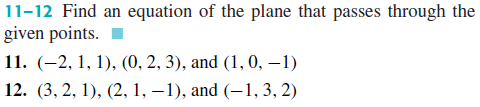 11–12 Find an equation of the plane that passes through the
given points. ■
11. (−2, 1, 1), (0, 2, 3), and (1, 0, −1)
12. (3, 2, 1), (2, 1, −1), and (−1, 3, 2)